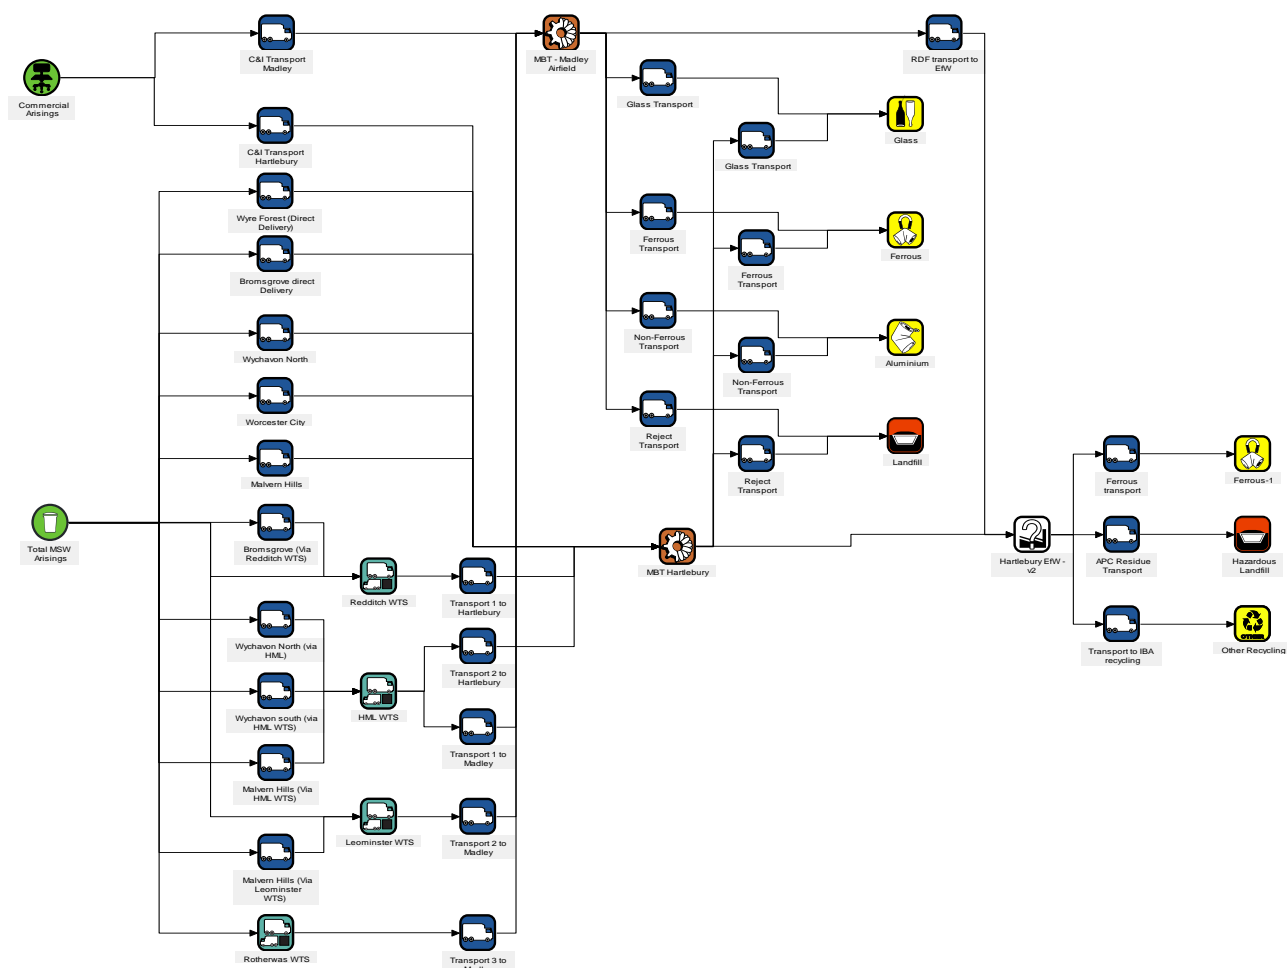 C&I Transport
Madley
MBT - Madley
Airfield
RDF transport to
EfW
Commercial
Arisings
Glass Transport
Glass
C&I Transport
Hartlebury
Glass Transport
Wyre Forest (Direct
Delivery)
Ferrous
Transport
Ferrous
Bromsgrove direct
Delivery
Ferrous
Transport
Wychavon North
Non-Ferrous
Transport
Aluminium
Non-Ferrous
Transport
Worcester City
Reject
Transport
Landfill
Malvern Hills
Reject
Transport
Ferrous
transport
Ferrous-1
Total MSW
Arisings
Bromsgrove (Via
Redditch WTS)
MBT Hartlebury
Hartlebury EfW -
v2
APC Residue
Transport
Hazardous
Landfill
Redditch WTS
Transport 1 to
Hartlebury
Wychavon North (via
HML)
Transport 2 to
Hartlebury
Transport to IBA
recycling
OTHER
Other Recycling
Wychavon south (via
HML WTS)
HML WTS
Transport 1 to
Madley
Malvern Hills (Via
HML WTS)
Leominster WTS
Transport 2 to
Madley
Malvern Hills (Via
Leominster
WTS)
Rotherwas WTS
Transport 3 to
Madley